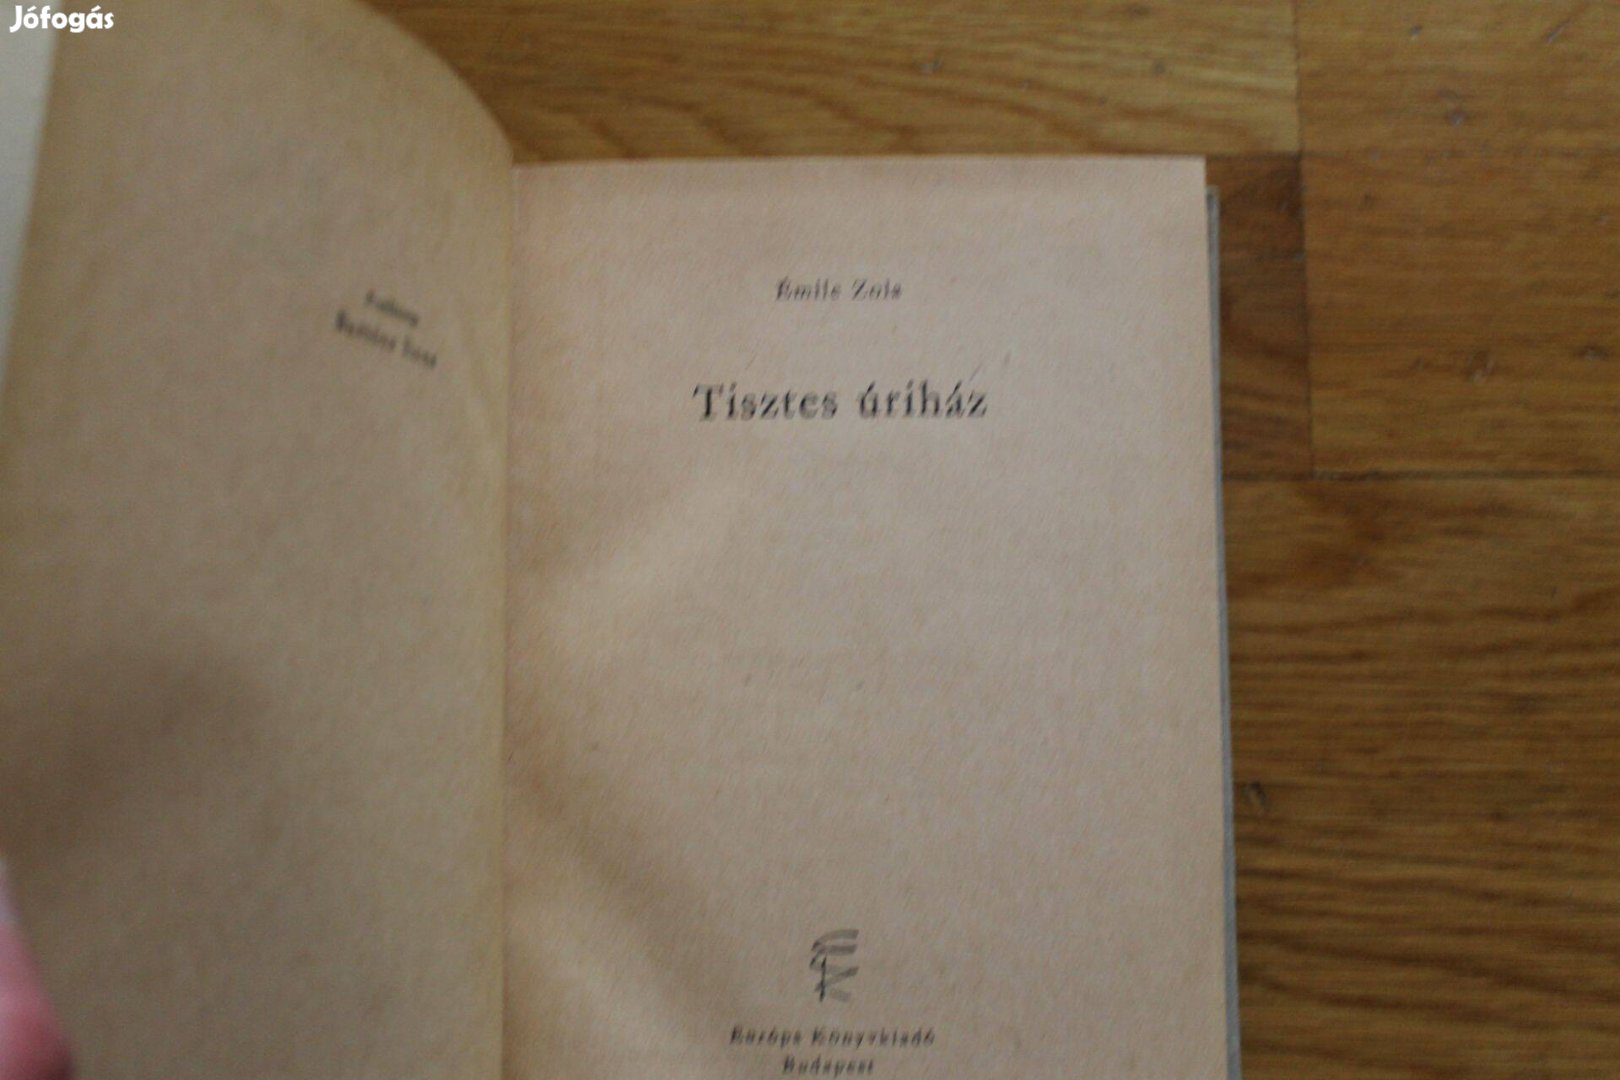 Jófogás
Émile Zola
Tisztes úriház
Európa Könyvkiadó
Budapest